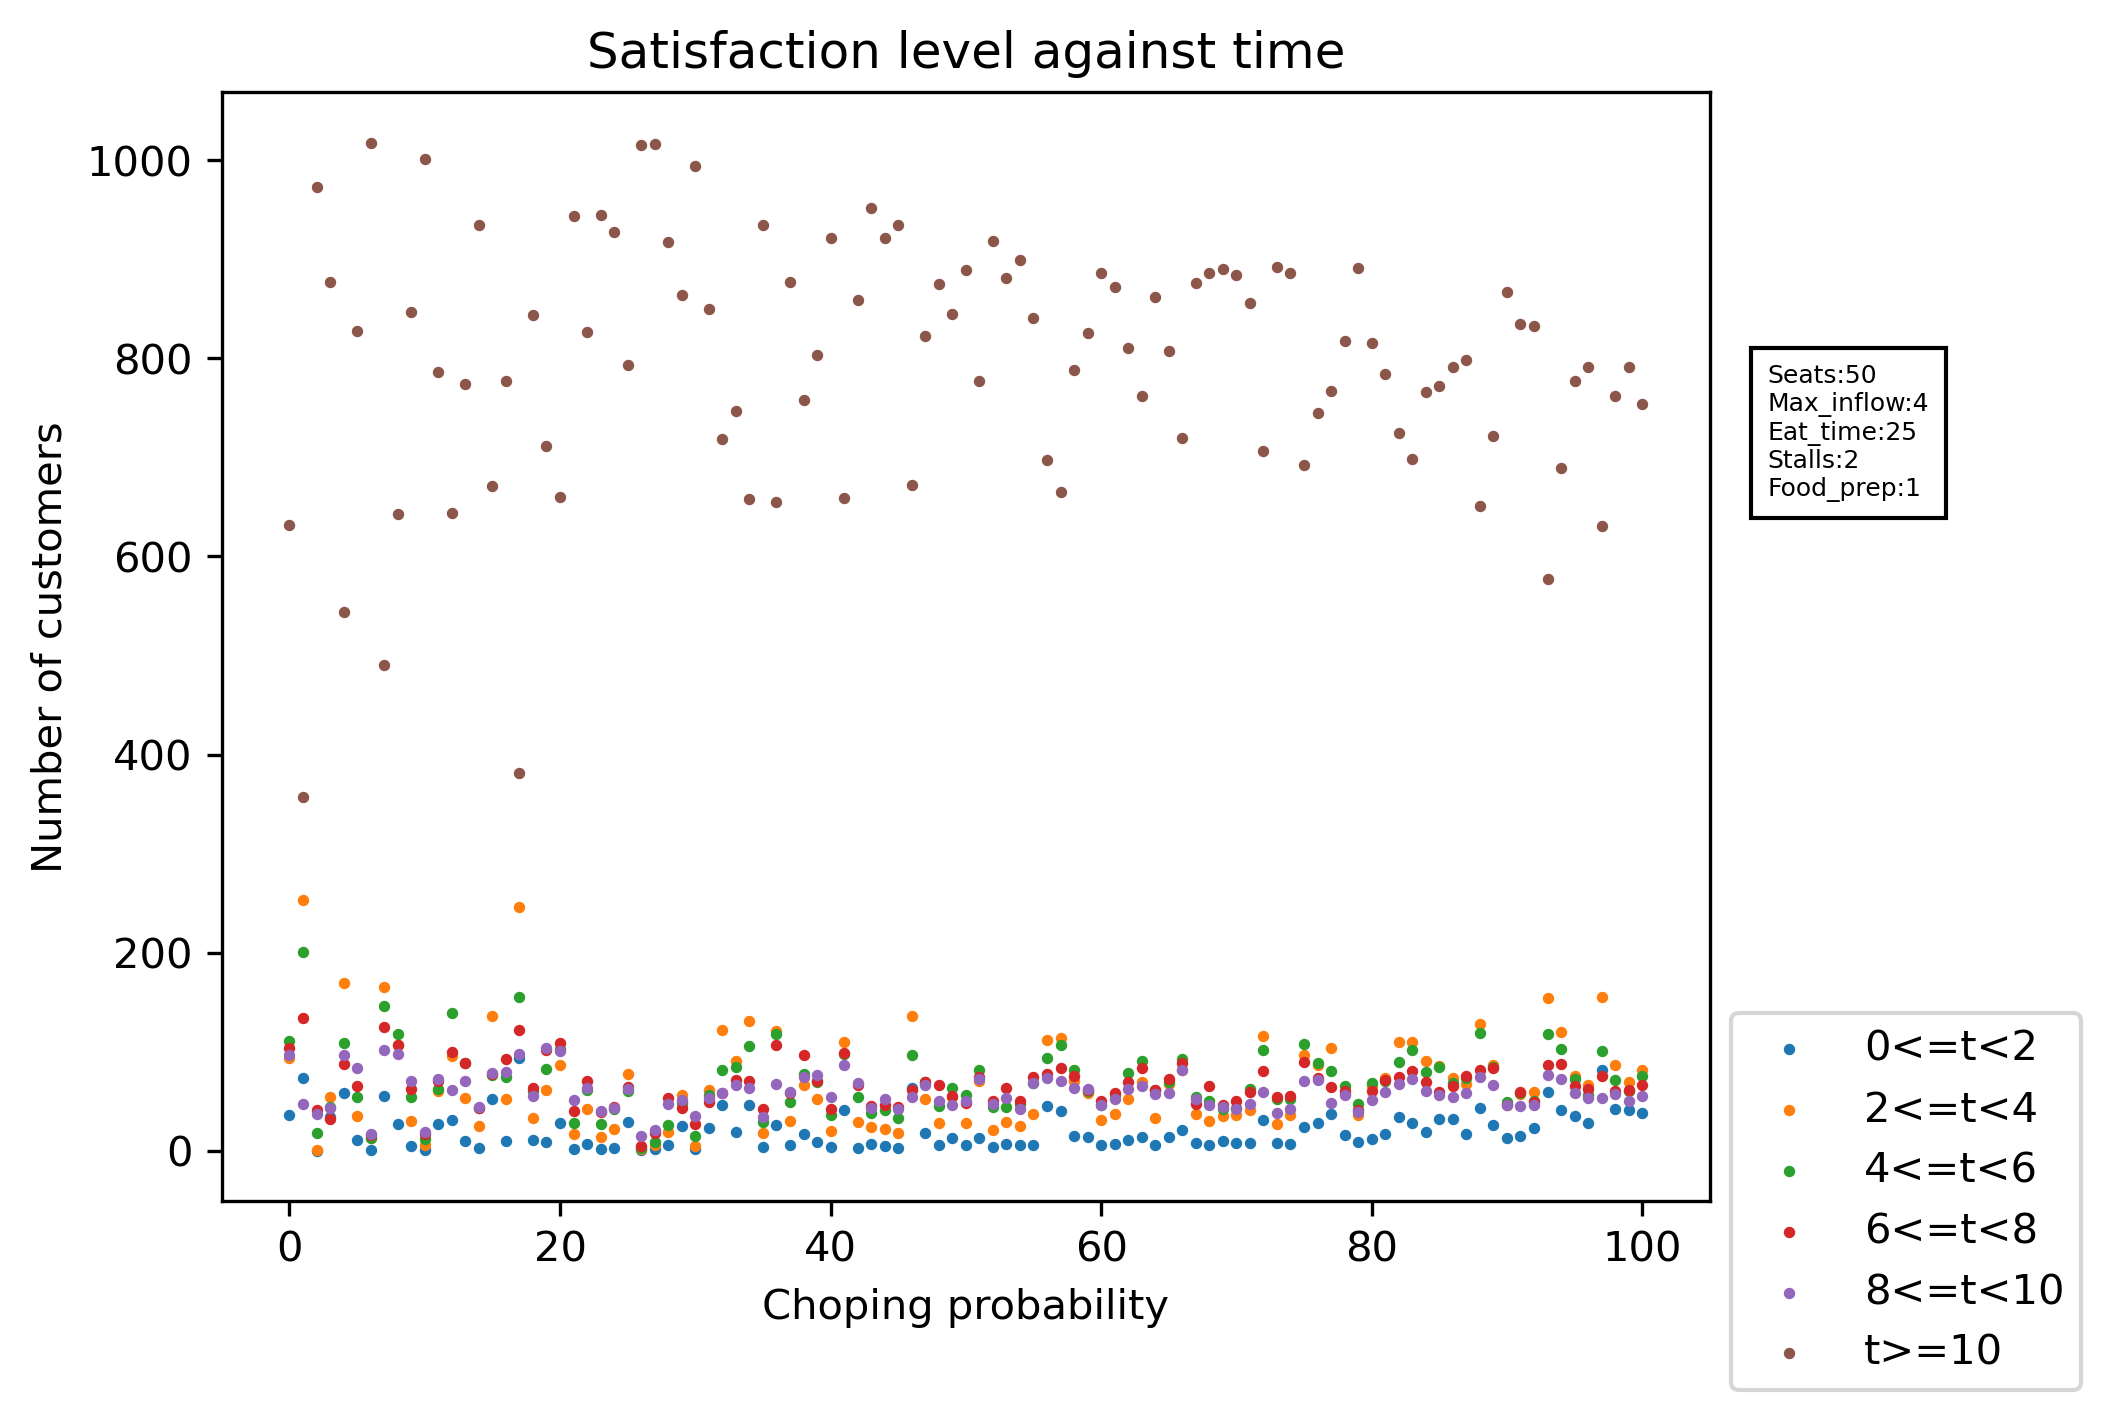 Satisfaction level against time
1000
800
600
400
200
0
Number of customers
0 20 40 60 80 100
Choping probability
Seats:50
Max_inflow:4
Eat_time:25
Stalls:2
Food_prep:1
0<=t<2
2<=t<4
4<=t<6
6<=t<8
8<=t<10
t>=10